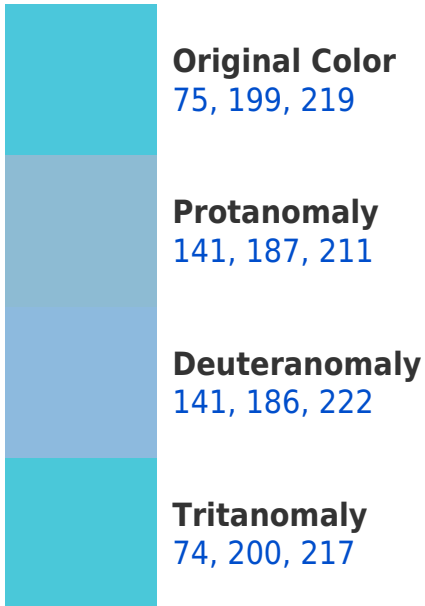 Original Color
75, 199, 219
Protanomaly
141, 187, 211
Deuteranomaly
141, 186, 222
Tritanomaly
74, 200, 217